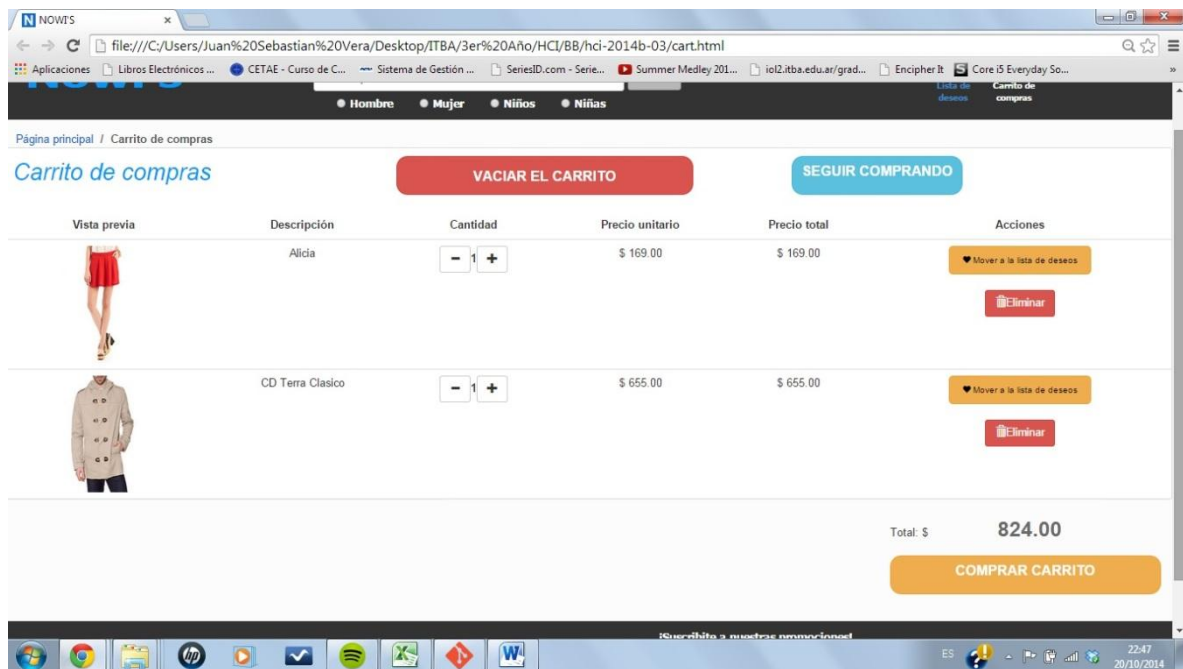 NOWI'S
file:///C:/Users/Juan%20Sebastian%20Vera/Desktop/ITBA/3er%20Año/HCI/BB/hci-2014b-03/cart.html
Aplicaciones Libros Electrónicos ... CETAE - Curso de C... Sistema de Gestión ... SeriesID.com - Serie... Summer Medley 201... iol2.itba.edu.ar/grad... Encipher It Core i5 Everyday So... »
NOWI'S
Lista de deseos Carrito de compras
Hombre Mujer Niños Niñas
Página principal / Carrito de compras
Carrito de compras VACIAR EL CARRITO SEGUIR COMPRANDO
Vista previa Descripción Cantidad Precio unitario Precio total Acciones
Alicia - 1 + $ 169.00 $ 169.00 Mover a la lista de deseos
Eliminar
CD Terra Clasico - 1 + $ 655.00 $ 655.00 Mover a la lista de deseos
Eliminar
Total: $ 824.00
COMPRAR CARRITO
¡Suscribite a nuestras promociones!
hp
ES 22:47
20/10/2014